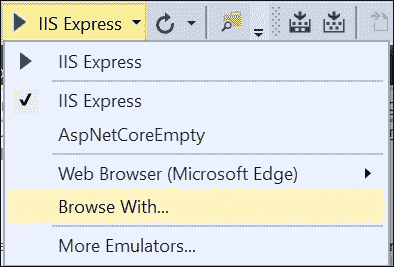 IIS Express
IIS Express
IIS Express
AspNetCoreEmpty
Web Browser (Microsoft Edge)
Browse With...
More Emulators...